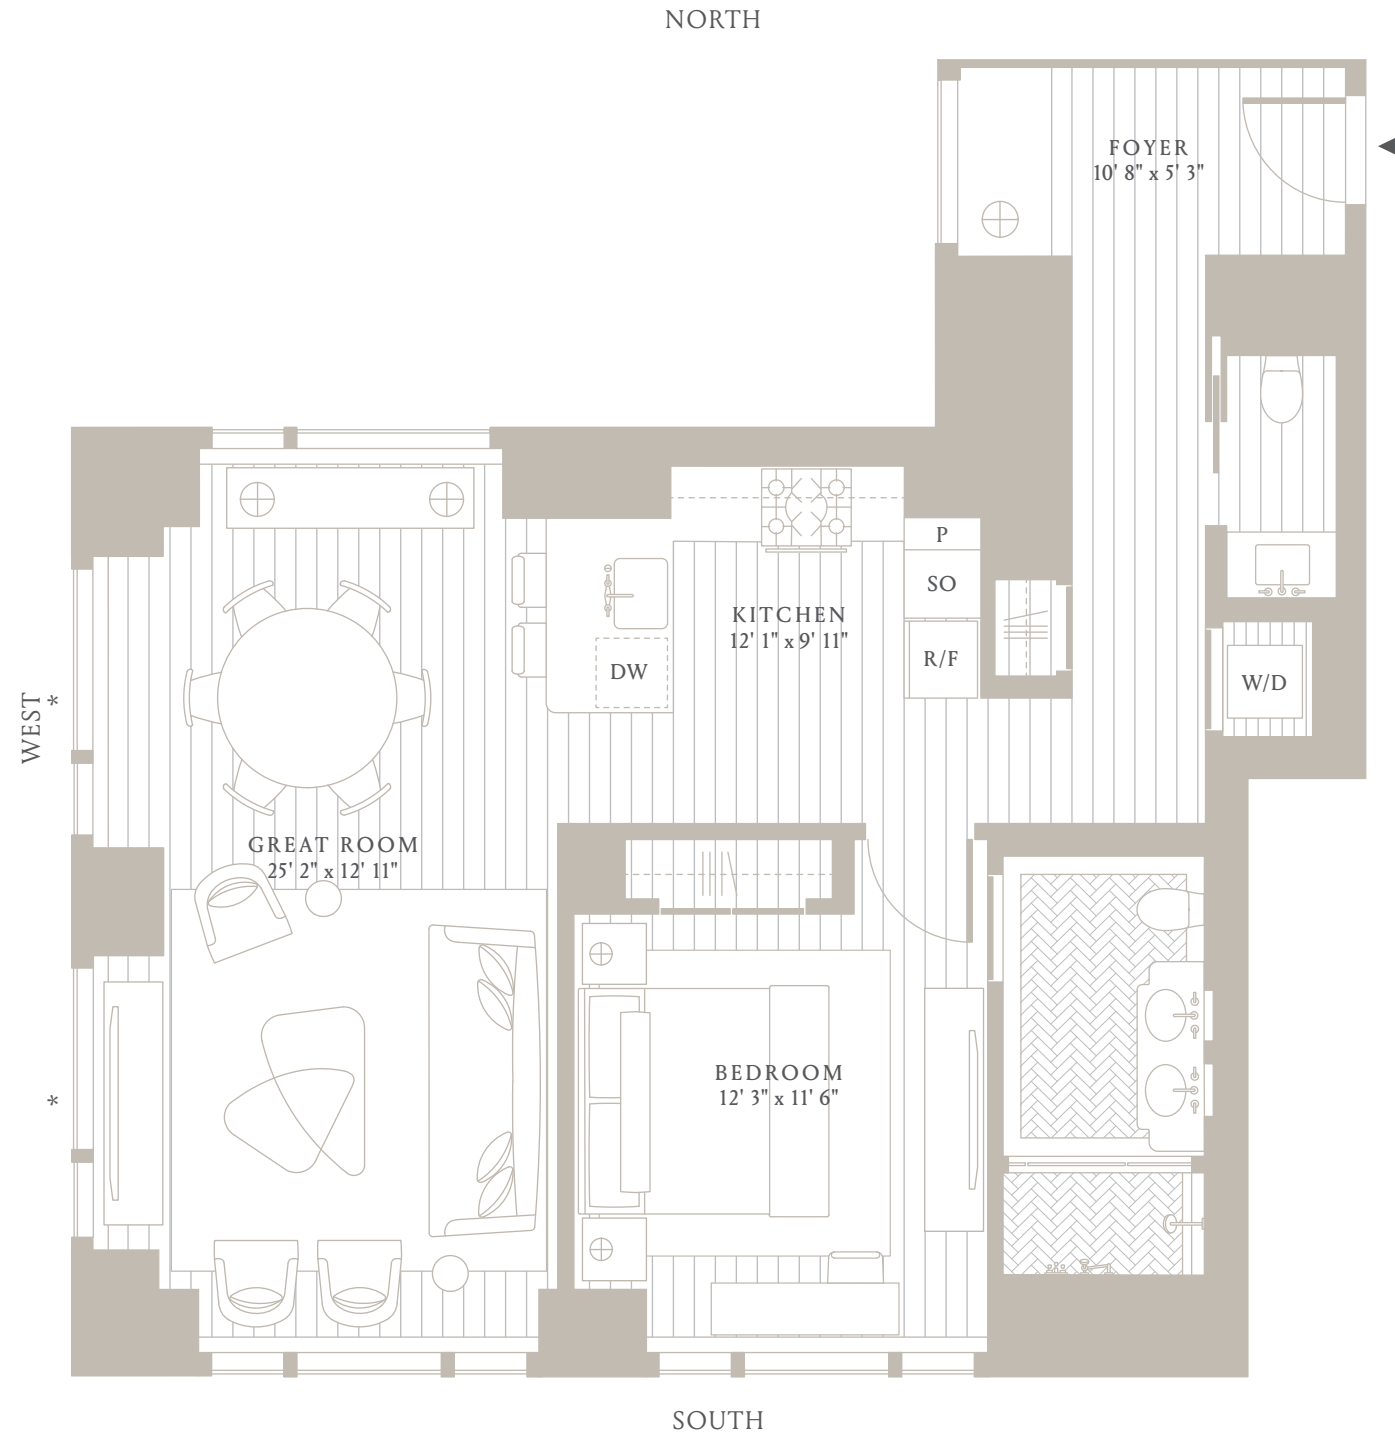 NORTH
FOYER
10' 8" x 5' 3"
P
SO
KITCHEN
12' 1" x 9' 11"
R/F
DW
W/D
WEST
*
GREAT ROOM
25' 2" x 12' 11"
BEDROOM
12' 3" x 11' 6"
*
SOUTH